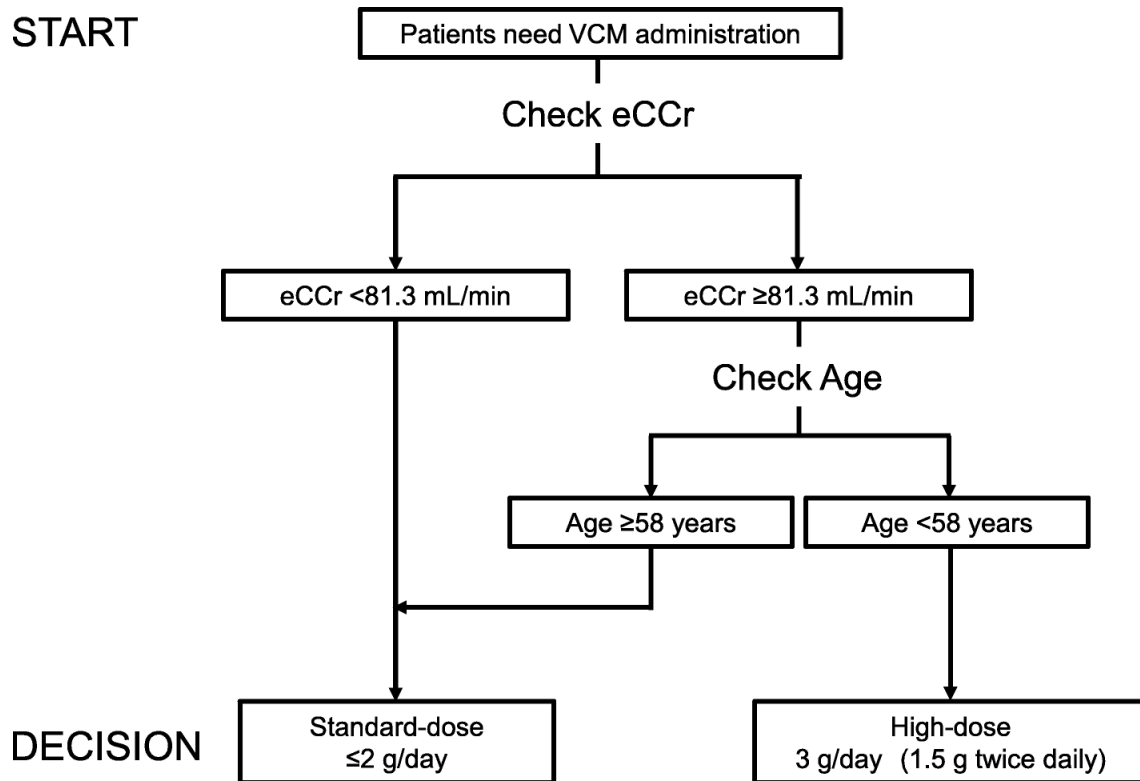 START
Patients need VCM administration
Check eCCr
eCCr <81.3 mL/min
eCCr ≥81.3 mL/min
Check Age
Age ≥58 years
Age <58 years
DECISION
Standard-dose
≤2 g/day
High-dose
3 g/day (1.5 g twice daily)